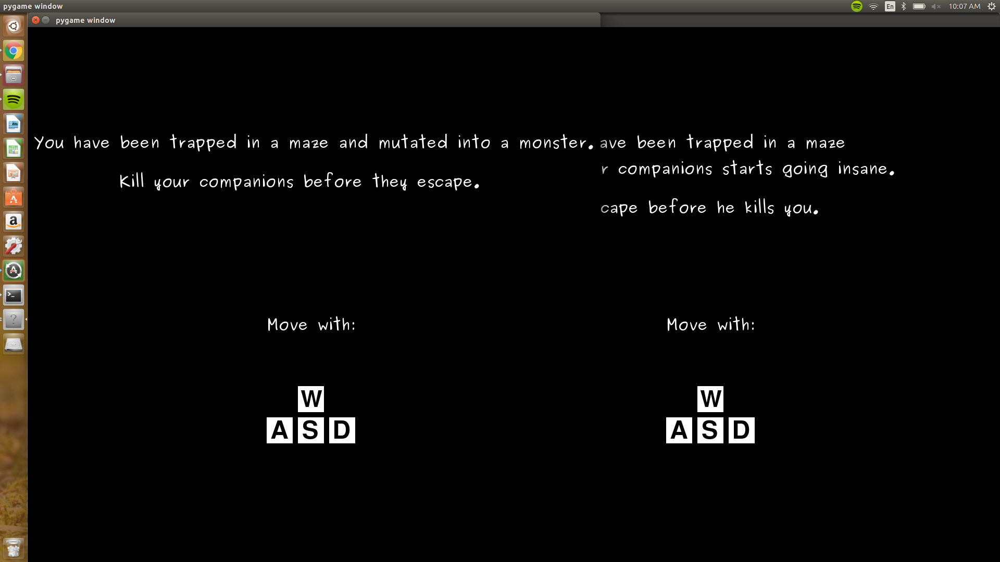 pygame window
En
10:07 AM
pygame window
You have been trapped in a maze and mutated into a monster.
Kill your companions before they escape.
Move with:
W
A S D
ave been trapped in a maze
r companions starts going insane.
cape before he kills you.
Move with:
W
A S D